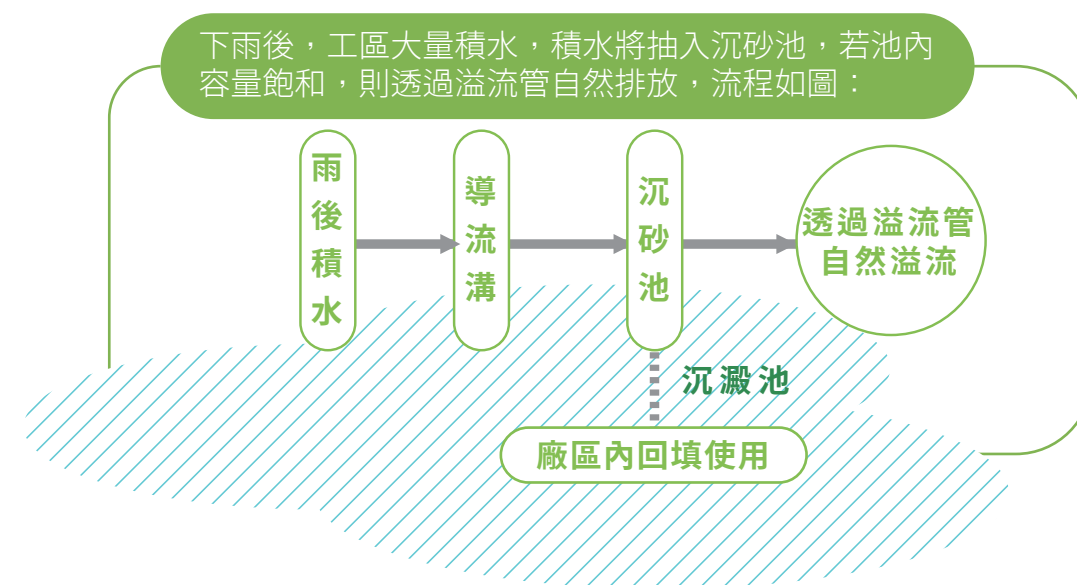 下雨後，工區大量積水，積水將抽入沉砂池，若池內
容量飽和，則透過溢流管自然排放，流程如圖：
雨後積水
導流溝
沉砂池
透過溢流管
自然溢流
沉澱池
廠區內回填使用